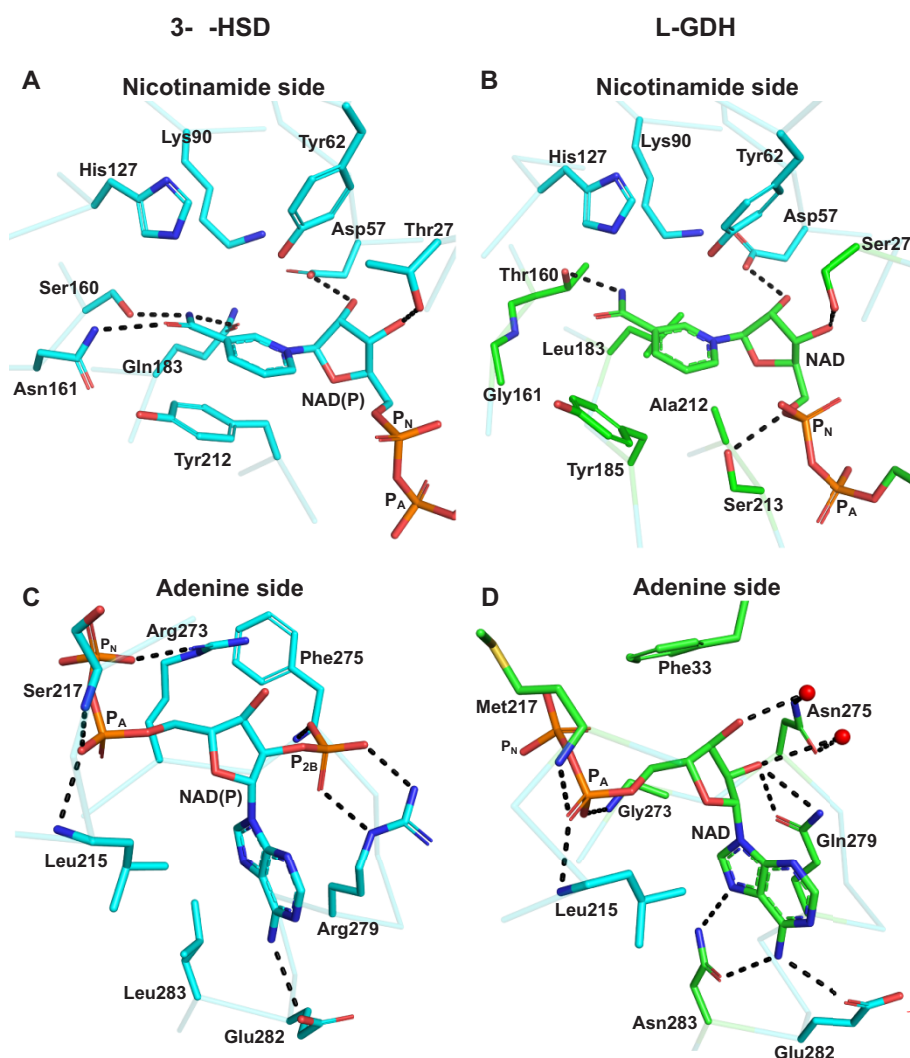 3- -HSD
L-GDH
A
Nicotinamide side
Lys90
Tyr62
His127
Asp57
Thr27
Ser160
Asn161
Gln183
NAD(P)
Tyr212
PN
PA
B
Nicotinamide side
Lys90
His127
Tyr62
Asp57
Ser27
Thr160
Leu183
NAD
Gly161
Ala212
PN
Tyr185
Ser213
PA
C
Adenine side
PN
Arg273
Phe275
Ser217
PA
P2B
NAD(P)
Leu215
Arg279
Leu283
Glu282
D
Adenine side
Phe33
Met217
Asn275
PN
PA
Gly273
NAD
Gln279
Leu215
Asn283
Glu282